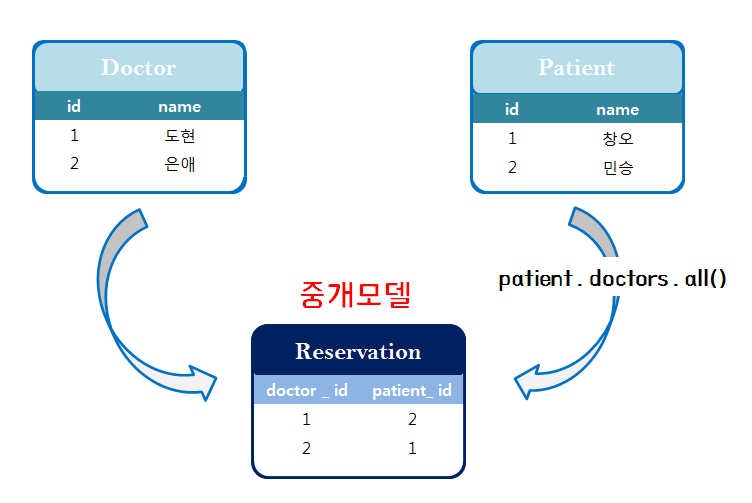 Doctor
id name
1 도현
2 은애
Patient
id name
1 창오
2 민승
patient.doctors.all()
중개모델
Reservation
doctor _ id patient_ id
1 2
2 1